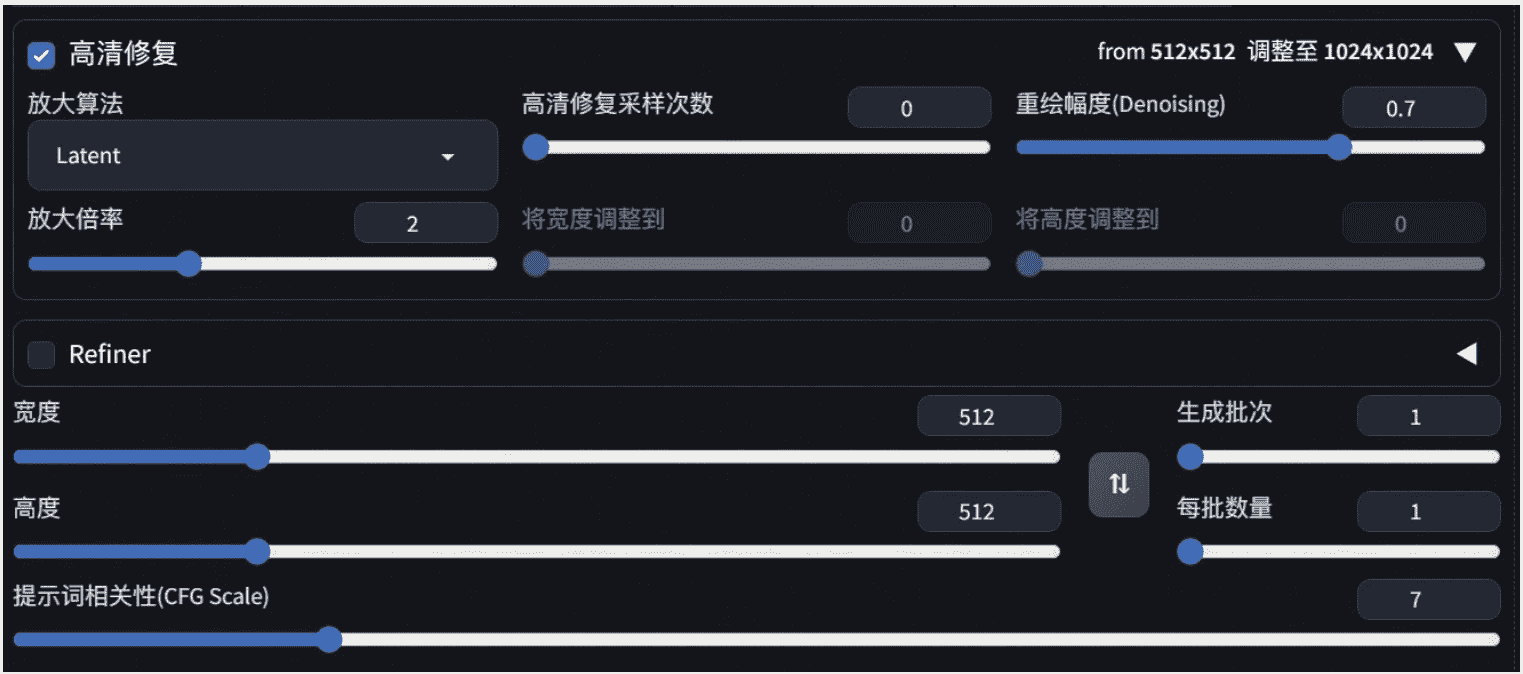 高清修复
from 512x512 调整至 1024x1024
放大算法
高清修复采样次数
0
重绘幅度(Denoising)
0.7
Latent
放大倍率
2
将宽度调整到
0
将高度调整到
0
Refiner
宽度
512
生成批次
1
高度
512
每批数量
1
提示词相关性(CFG Scale)
7